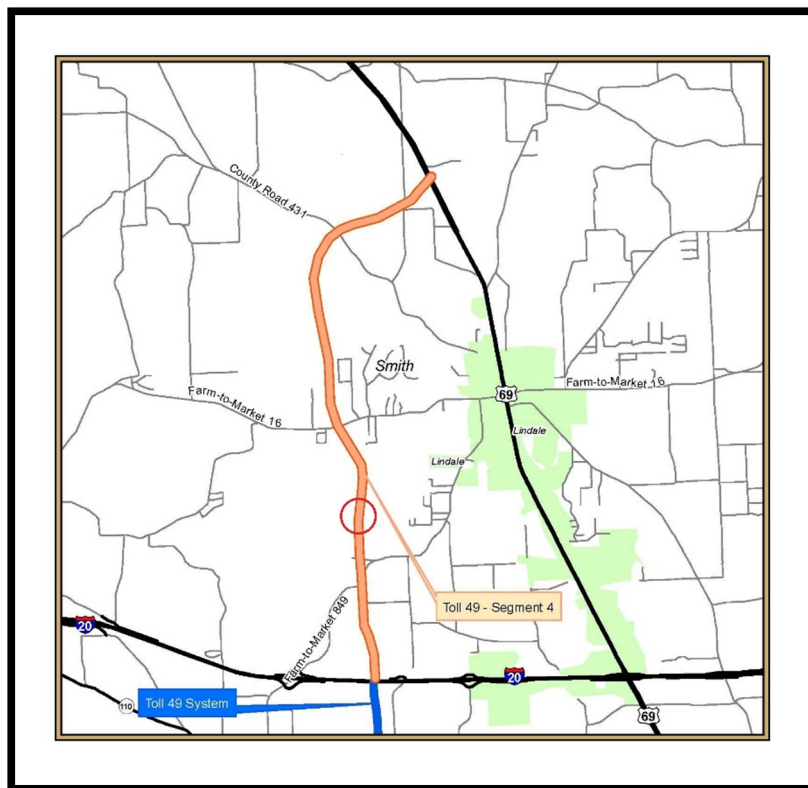 County Road 431
Smith
Farm-to-Market 16
69
Farm-to-Market 16
Lindale
Lindale
Toll 49 - Segment 4
Farm-to-Market 849
20
20
110
Toll 49 System
69